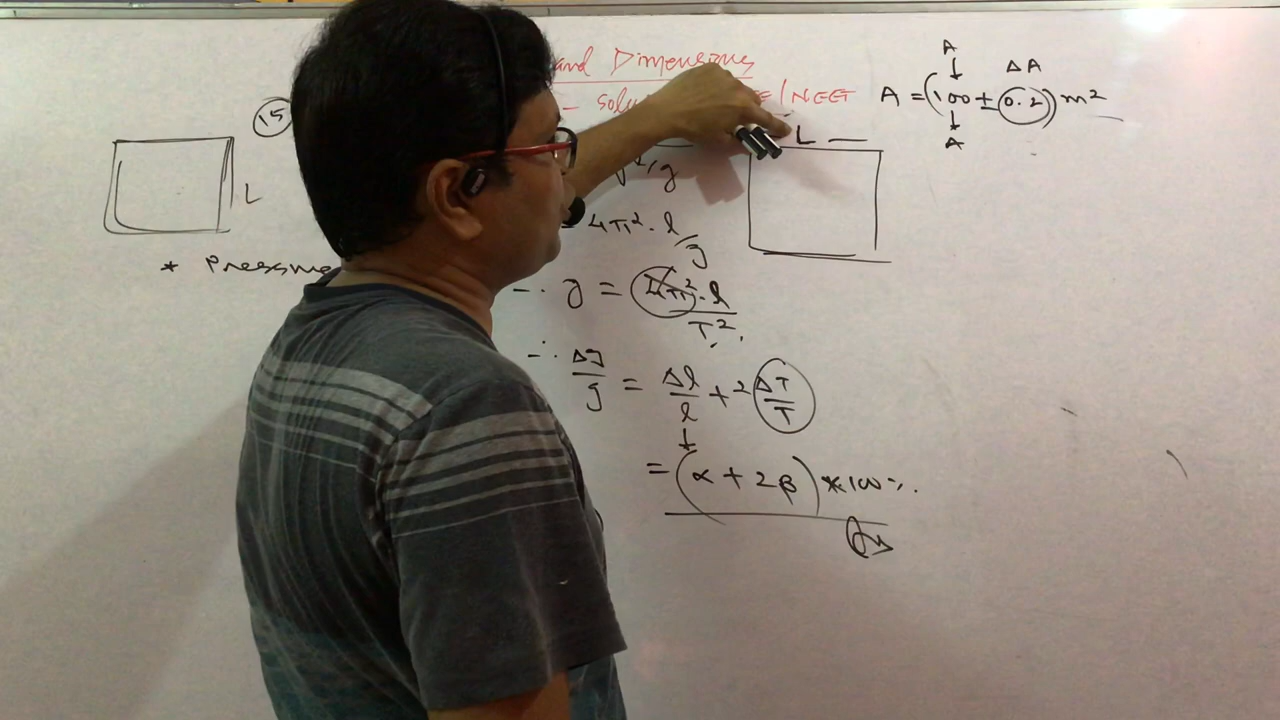 and Dimensions
/NEET
15
L
* Pressure
A
↓
A = (100 ± 0.2) m²
ΔA
↓
A
L
4π². l/g
∴ g = 4π². l / T²
∴ Δg/g = Δl/l + 2 ΔT/T
= (α + 2β) * 100 %.